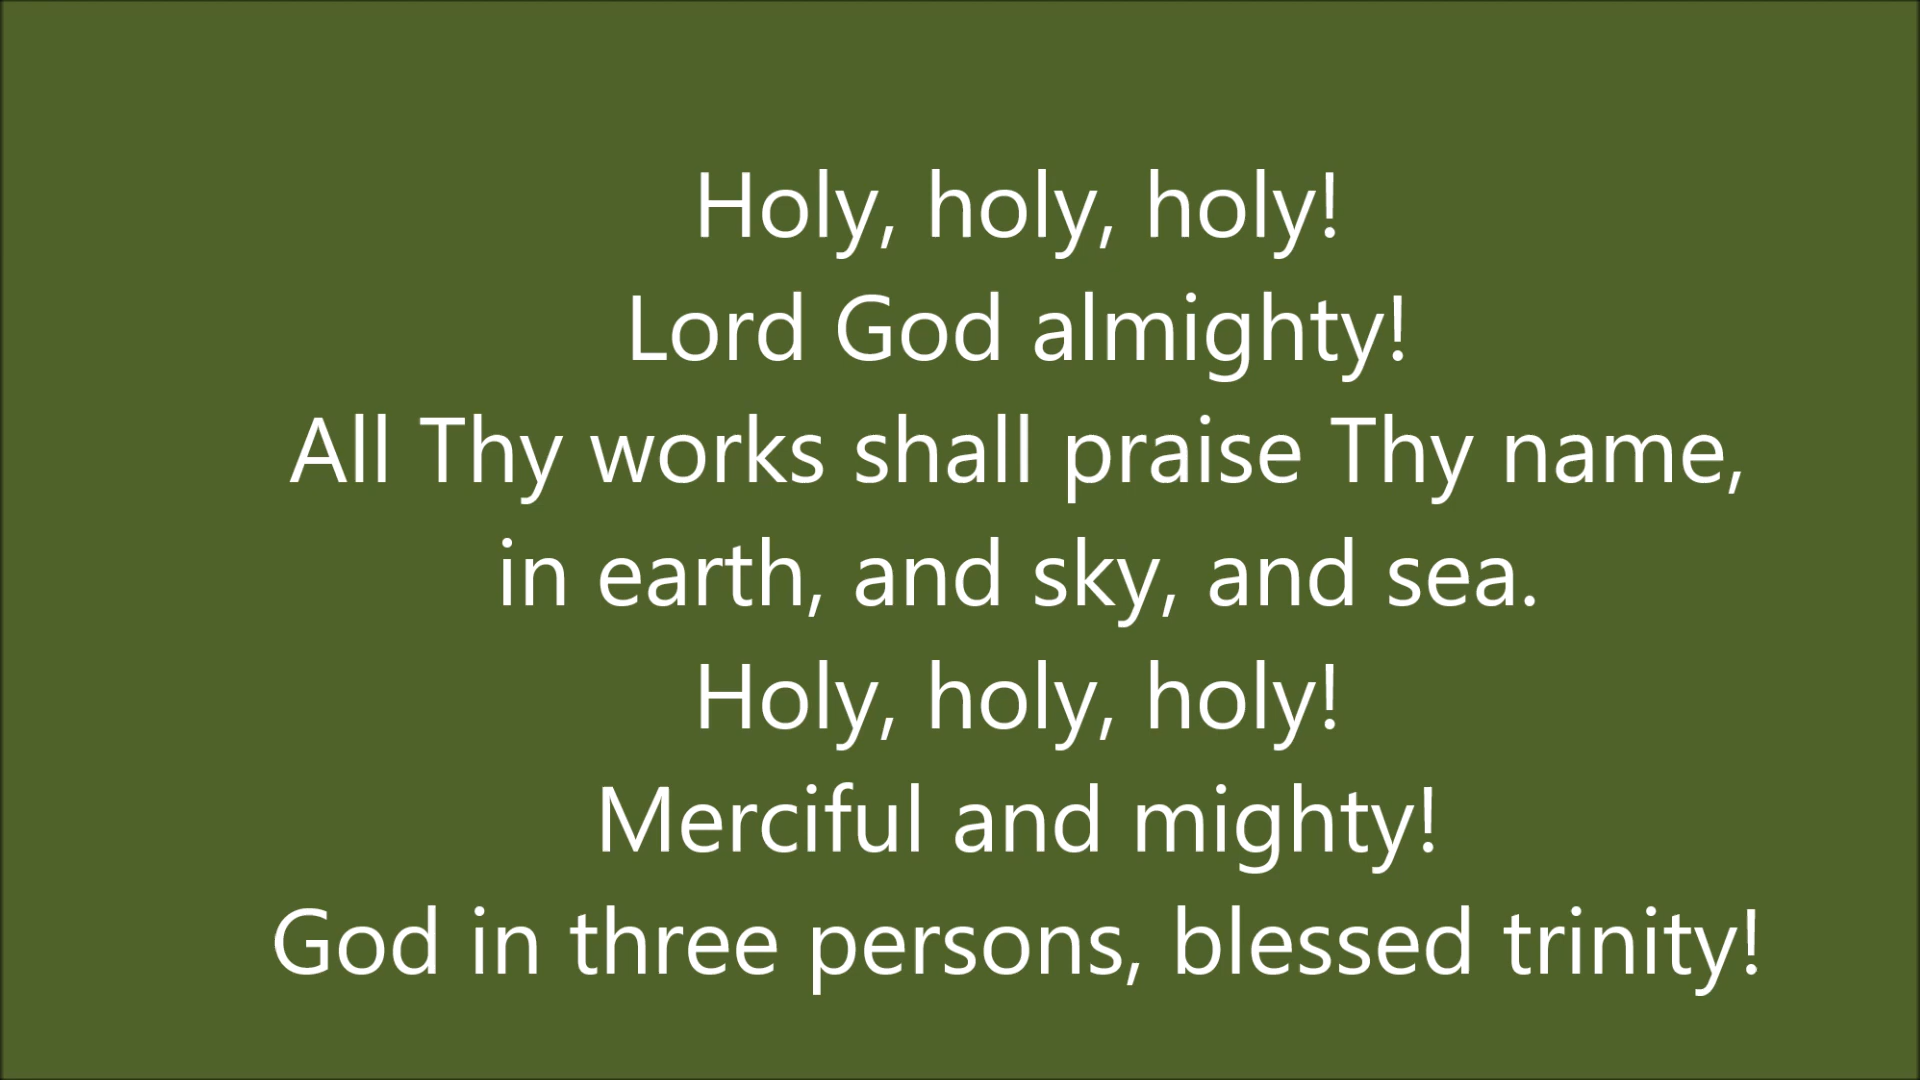 Holy, holy, holy!
Lord God almighty!
All Thy works shall praise Thy name,
in earth, and sky, and sea.
Holy, holy, holy!
Merciful and mighty!
God in three persons, blessed trinity!